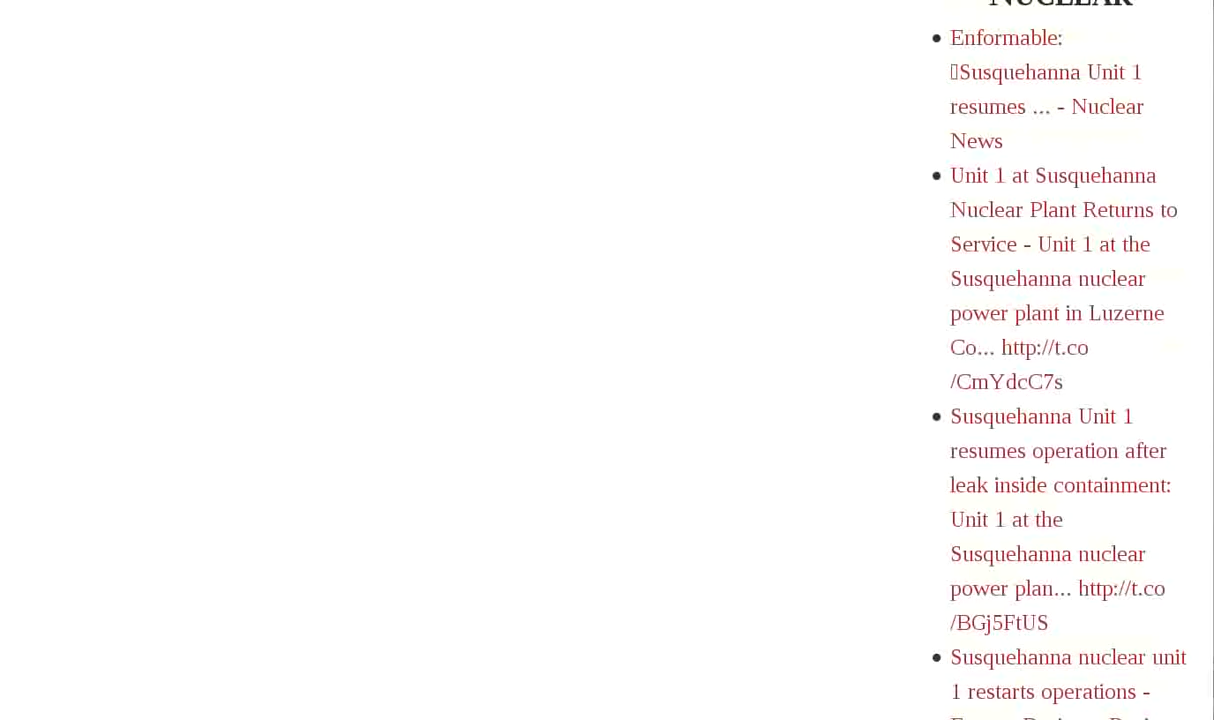 NUCLEAR
Enformable:
Susquehanna Unit 1
resumes ... - Nuclear
News
Unit 1 at Susquehanna
Nuclear Plant Returns to
Service - Unit 1 at the
Susquehanna nuclear
power plant in Luzerne
Co... http://t.co
/CmYdcC7s
Susquehanna Unit 1
resumes operation after
leak inside containment:
Unit 1 at the
Susquehanna nuclear
power plan... http://t.co
/BGj5FtUS
Susquehanna nuclear unit
1 restarts operations -